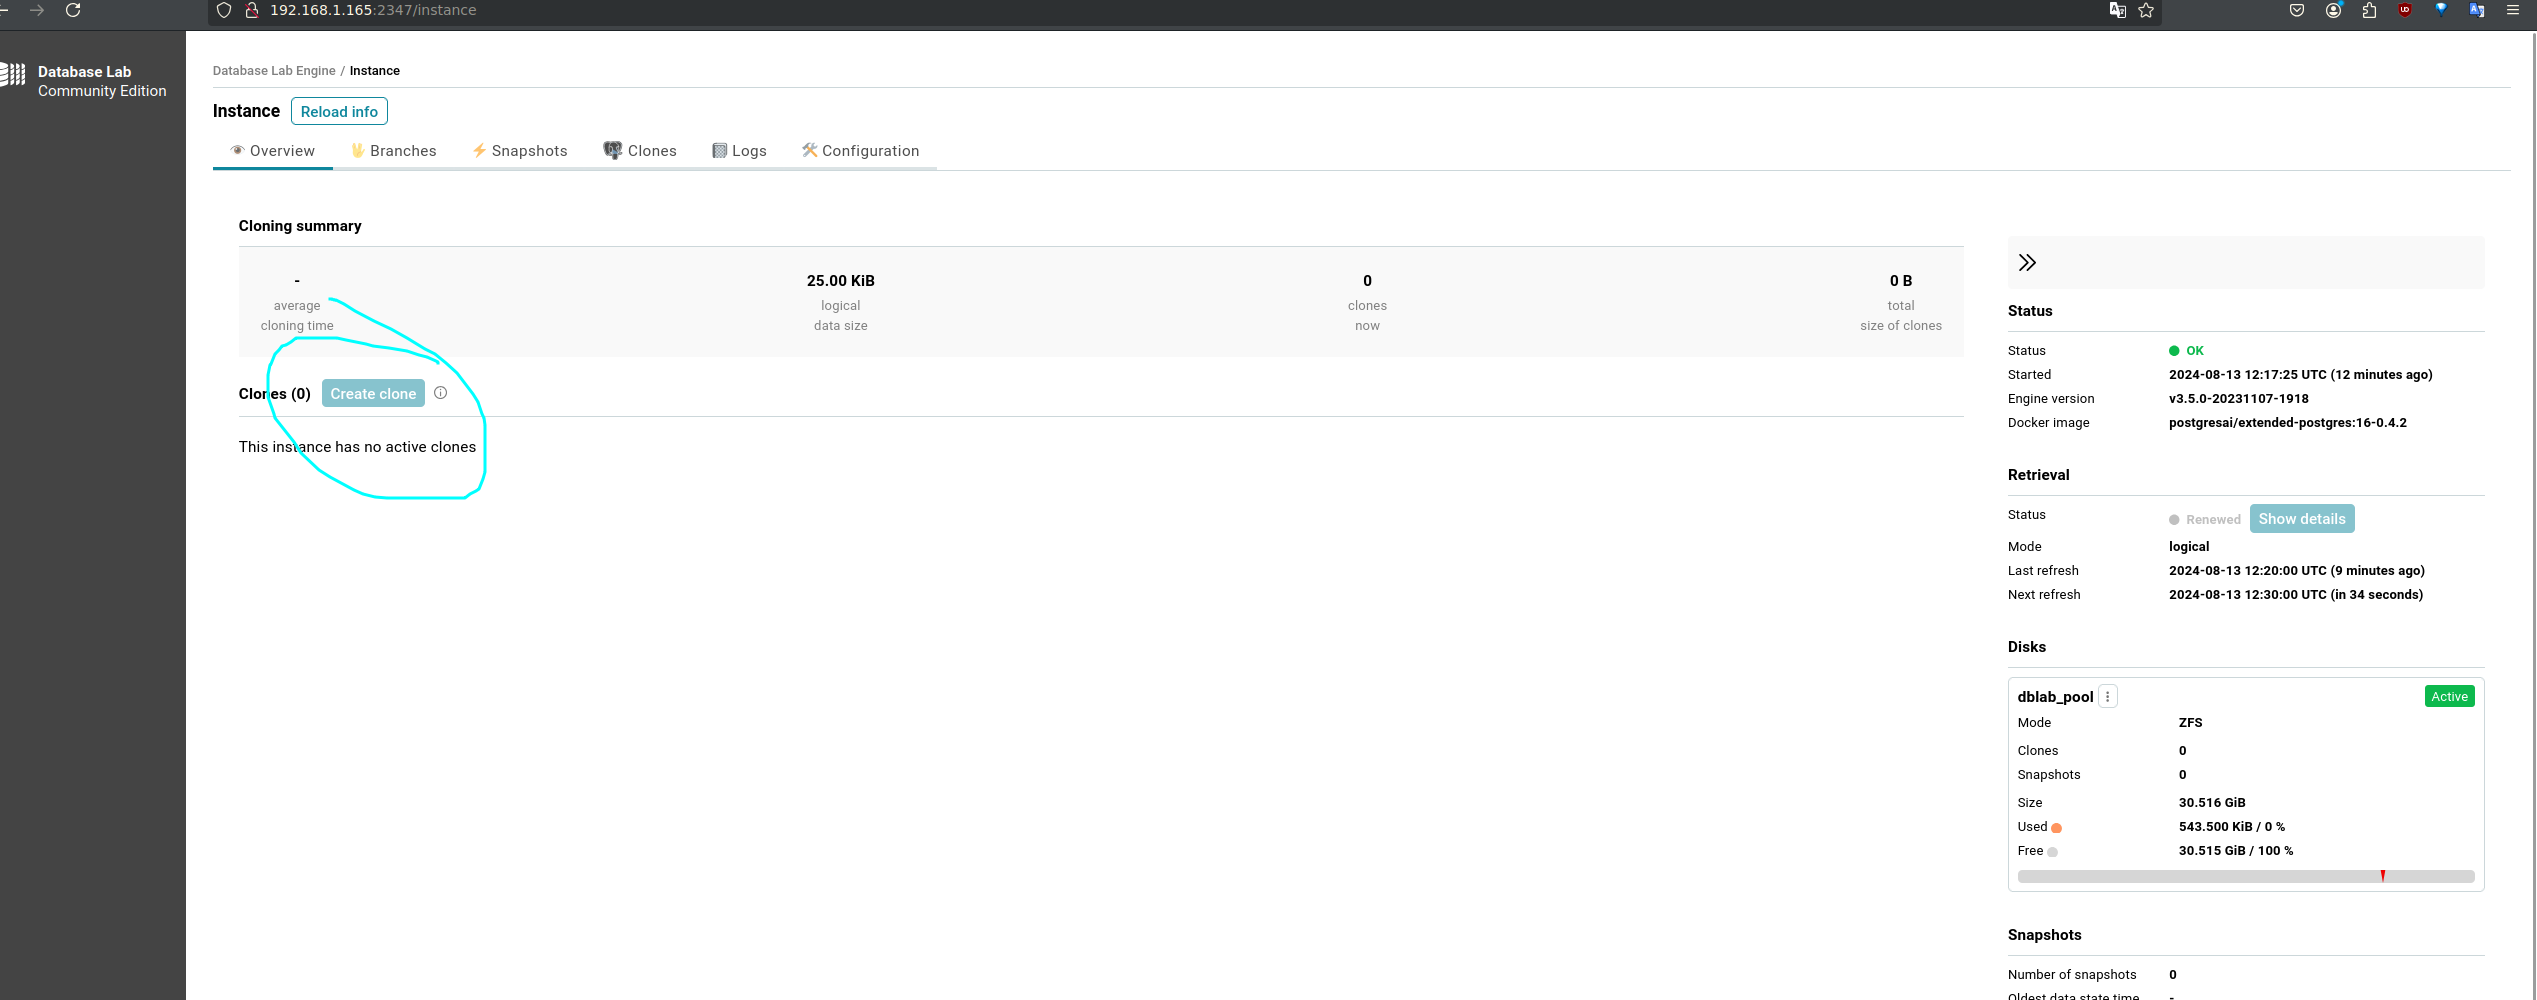 192.168.1.165:2347/instance
Database Lab
Community Edition
Database Lab Engine / Instance
Instance Reload info
Overview Branches Snapshots Clones Logs Configuration
Cloning summary
- 25.00 KiB 0 0 B
average logical clones total
cloning time data size now size of clones
Clones (0) Create clone
This instance has no active clones
Status
Status OK
Started 2024-08-13 12:17:25 UTC (12 minutes ago)
Engine version v3.5.0-20231107-1918
Docker image postgresai/extended-postgres:16-0.4.2
Retrieval
Status Renewed Show details
Mode logical
Last refresh 2024-08-13 12:20:00 UTC (9 minutes ago)
Next refresh 2024-08-13 12:30:00 UTC (in 34 seconds)
Disks
dblab_pool Active
Mode ZFS
Clones 0
Snapshots 0
Size 30.516 GiB
Used 543.500 KiB / 0 %
Free 30.515 GiB / 100 %
Snapshots
Number of snapshots 0
Oldest data state time -